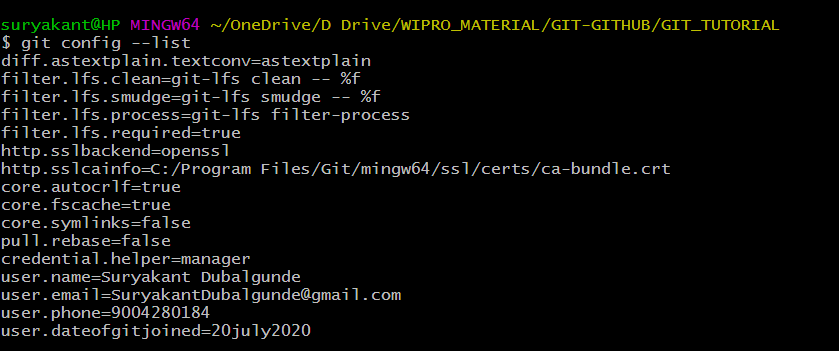 suryakant@HP MINGW64 ~/OneDrive/D Drive/WIPRO_MATERIAL/GIT-GITHUB/GIT_TUTORIAL
$ git config --list
diff.astextplain.textconv=astextplain
filter.lfs.clean=git-lfs clean -- %f
filter.lfs.smudge=git-lfs smudge -- %f
filter.lfs.process=git-lfs filter-process
filter.lfs.required=true
http.sslbackend=openssl
http.sslcainfo=C:/Program Files/Git/mingw64/ssl/certs/ca-bundle.crt
core.autocrlf=true
core.fscache=true
core.symlinks=false
pull.rebase=false
credential.helper=manager
user.name=Suryakant Dubalgunde
user.email=SuryakantDubalgunde@gmail.com
user.phone=9004280184
user.dateofgitjoined=20july2020